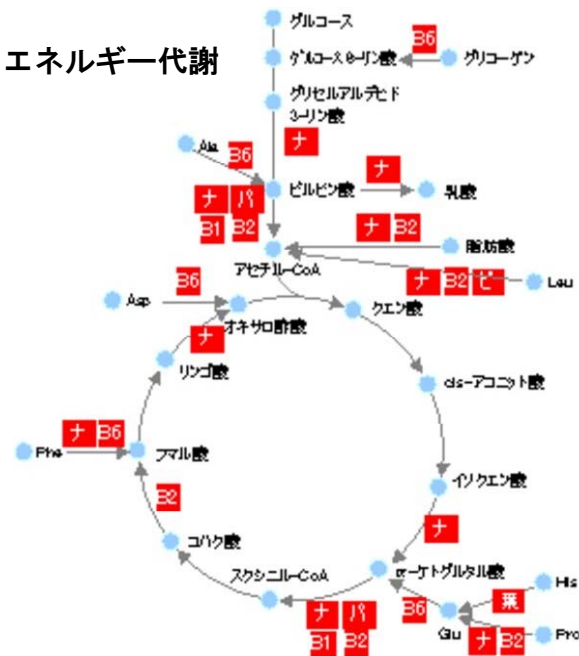 エネルギー代謝
グルコース
グルコース 6-リン酸
B6
グリコーゲン
グリセルアルデヒド
3-リン酸
ナ
Ala
B6
ピルビン酸
ナ
乳酸
ナ パ
B1 B2
ナ B2
脂肪酸
アセチル-CoA
ナ B2 ビ
Leu
Asp
B6
オキサロ酢酸
クエン酸
ナ
リンゴ酸
cis-アコニット酸
Phe
ナ B6
フマル酸
イソクエン酸
B2
ナ
コハク酸
スクシニル-CoA
α-ケトグルタル酸
His
葉
ナ パ
B1 B2
B6
Glu
ナ B2
Pro